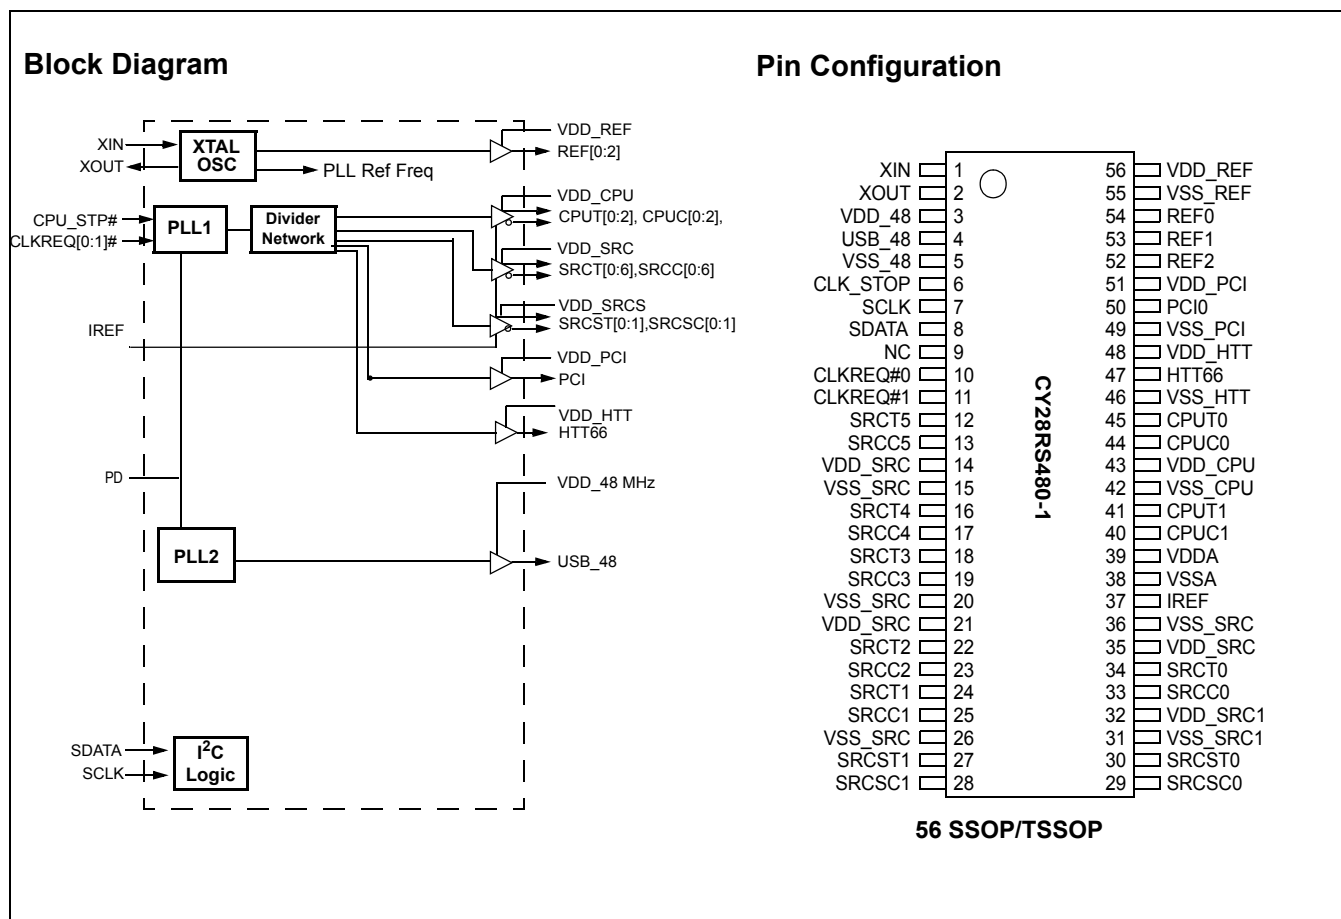 Block Diagram
XIN
XOUT
XTAL
OSC
VDD_REF
REF[0:2]
PLL Ref Freq
CPU_STP#
CLKREQ[0:1]#
PLL1
Divider
Network
VDD_CPU
CPUT[0:2], CPUC[0:2],
VDD_SRC
SRCT[0:6],SRCC[0:6]
VDD_SRCS
SRCST[0:1],SRCSC[0:1]
IREF
VDD_PCI
PCI
VDD_HTT
HTT66
PD
VDD_48 MHz
PLL2
USB_48
SDATA
SCLK
I2C
Logic
Pin Configuration
XIN 1 56 VDD_REF
XOUT 2 55 VSS_REF
VDD_48 3 54 REF0
USB_48 4 53 REF1
VSS_48 5 52 REF2
CLK_STOP 6 51 VDD_PCI
SCLK 7 50 PCI0
SDATA 8 49 VSS_PCI
NC 9 48 VDD_HTT
CLKREQ#0 10 47 HTT66
CLKREQ#1 11 46 VSS_HTT
SRCT5 12 45 CPUT0
SRCC5 13 44 CPUC0
VDD_SRC 14 43 VDD_CPU
VSS_SRC 15 42 VSS_CPU
SRCT4 16 41 CPUT1
SRCC4 17 40 CPUC1
SRCT3 18 39 VDDA
SRCC3 19 38 VSSA
VSS_SRC 20 37 IREF
VDD_SRC 21 36 VSS_SRC
SRCT2 22 35 VDD_SRC
SRCC2 23 34 SRCT0
SRCT1 24 33 SRCC0
SRCC1 25 32 VDD_SRC1
VSS_SRC 26 31 VSS_SRC1
SRCST1 27 30 SRCST0
SRCSC1 28 29 SRCSC0
CY28RS480-1
56 SSOP/TSSOP